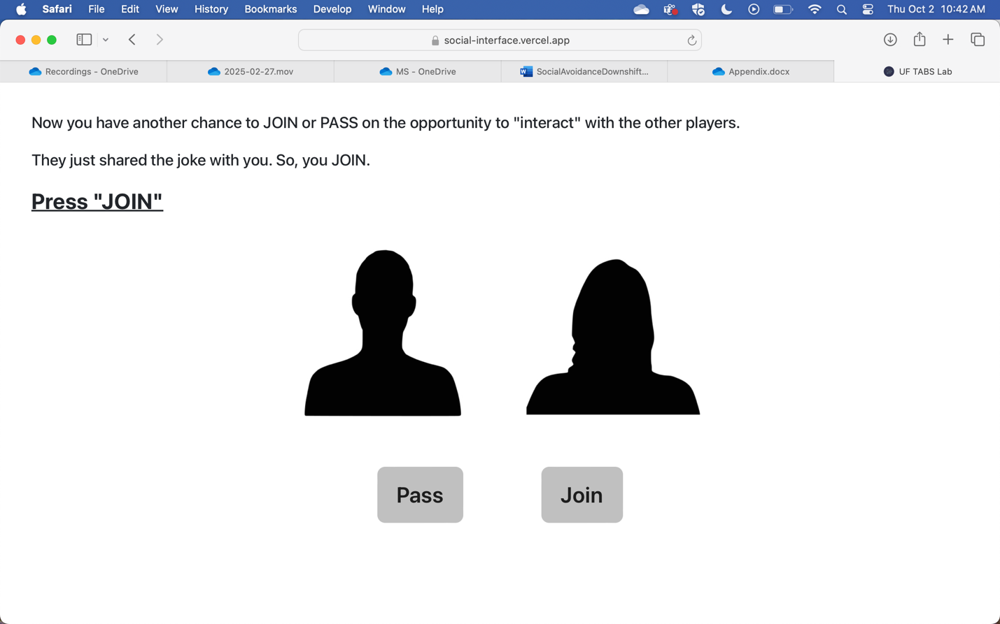 Safari File Edit View History Bookmarks Develop Window Help Thu Oct 2 10:42 AM
social-interface.vercel.app
Recordings - OneDrive 2025-02-27.mov MS - OneDrive SocialAvoidanceDownshift... Appendix.docx UF TABS Lab
Now you have another chance to JOIN or PASS on the opportunity to "interact" with the other players.
They just shared the joke with you. So, you JOIN.
Press "JOIN"
Pass Join